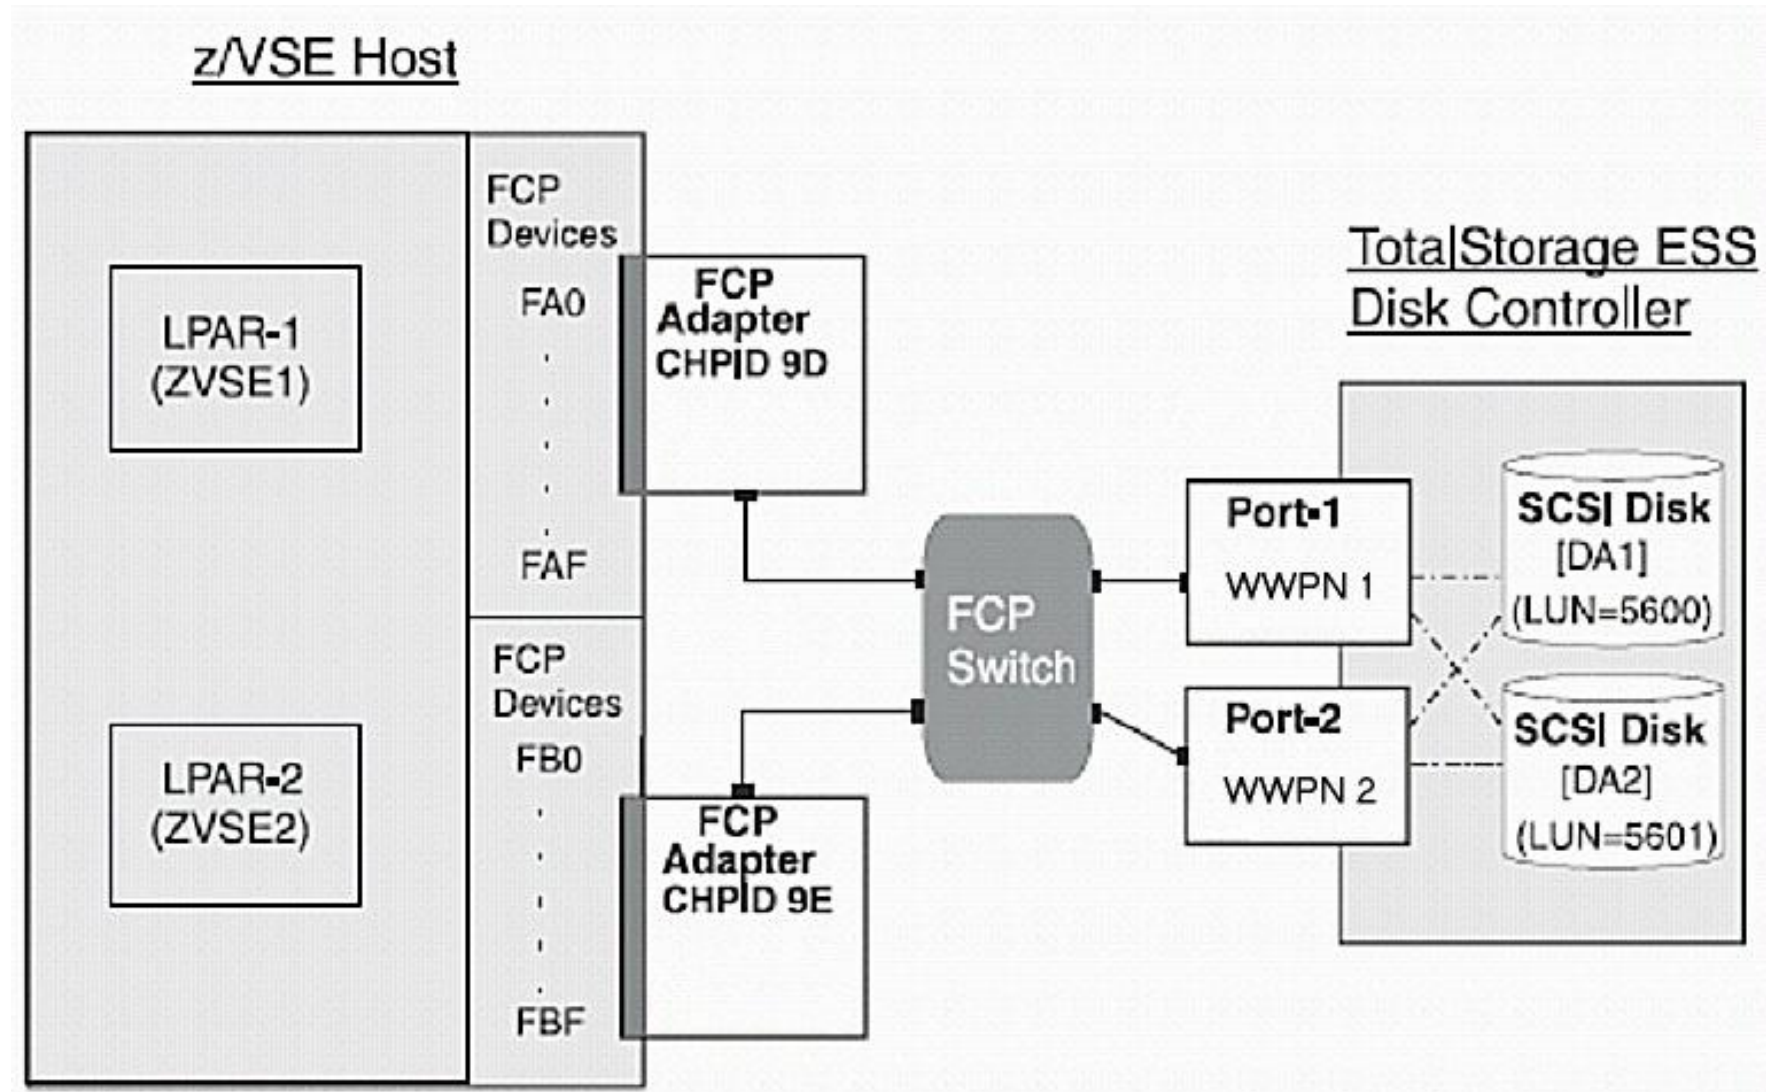 z/VSE Host
FCP
Devices
FA0
FAF
LPAR-1
(ZVSE1)
FCP
Adapter
CHPID 9D
TotalStorage ESS
Disk Controller
Port-1
WWPN 1
SCSI Disk
[DA1]
(LUN=5600)
FCP
Switch
FCP
Devices
FB0
FBF
LPAR-2
(ZVSE2)
FCP
Adapter
CHPID 9E
Port-2
WWPN 2
SCSI Disk
[DA2]
(LUN=5601)